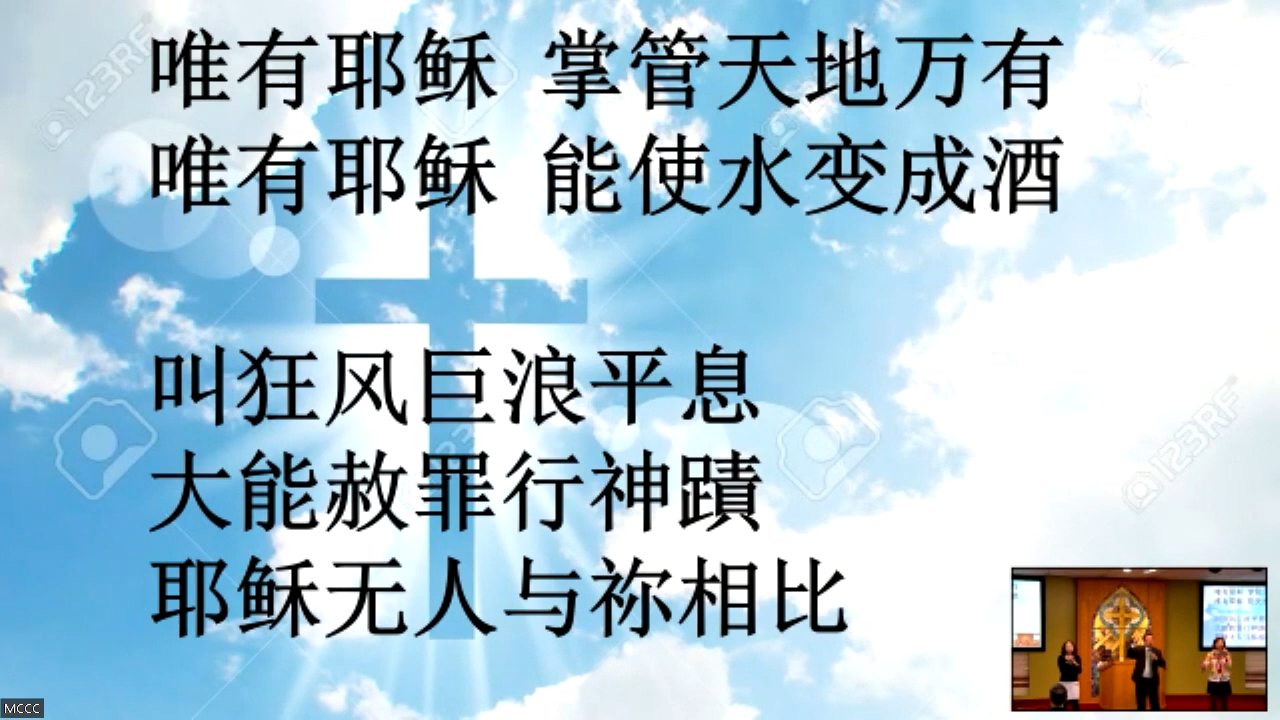 唯有耶稣 掌管天地万有
唯有耶稣 能使水变成酒
叫狂风巨浪平息
大能赦罪行神蹟
耶稣无人与祢相比
123RF
123RF
MCCC